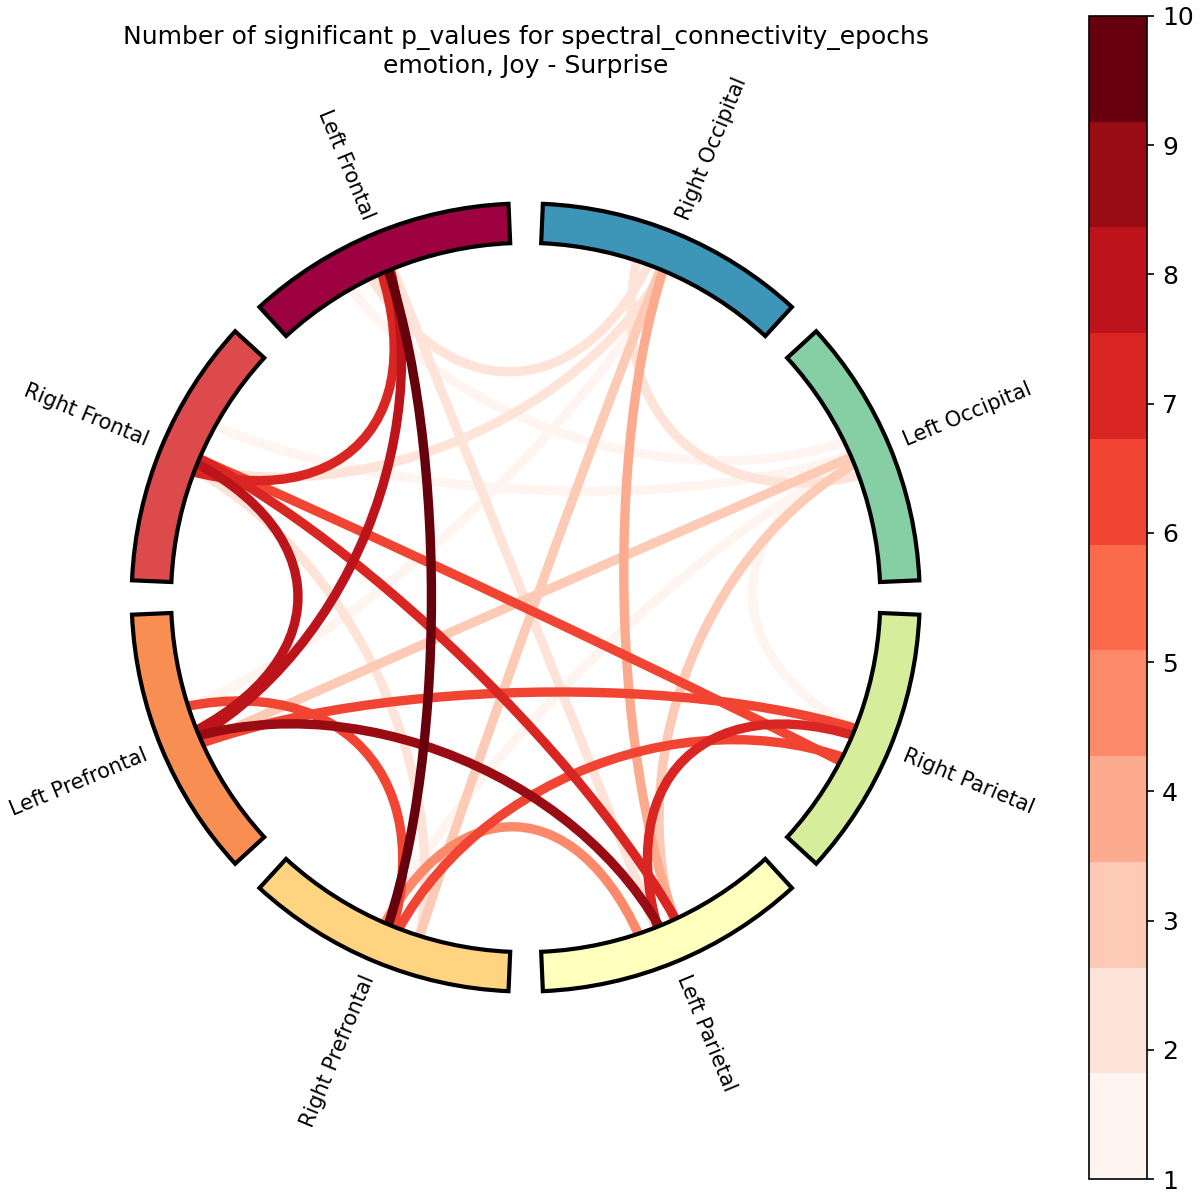 Number of significant p_values for spectral_connectivity_epochs
emotion, Joy - Surprise
Left Frontal
Right Occipital
Right Frontal
Left Occipital
Left Prefrontal
Right Parietal
Right Prefrontal
Left Parietal
10
9
8
7
6
5
4
3
2
1